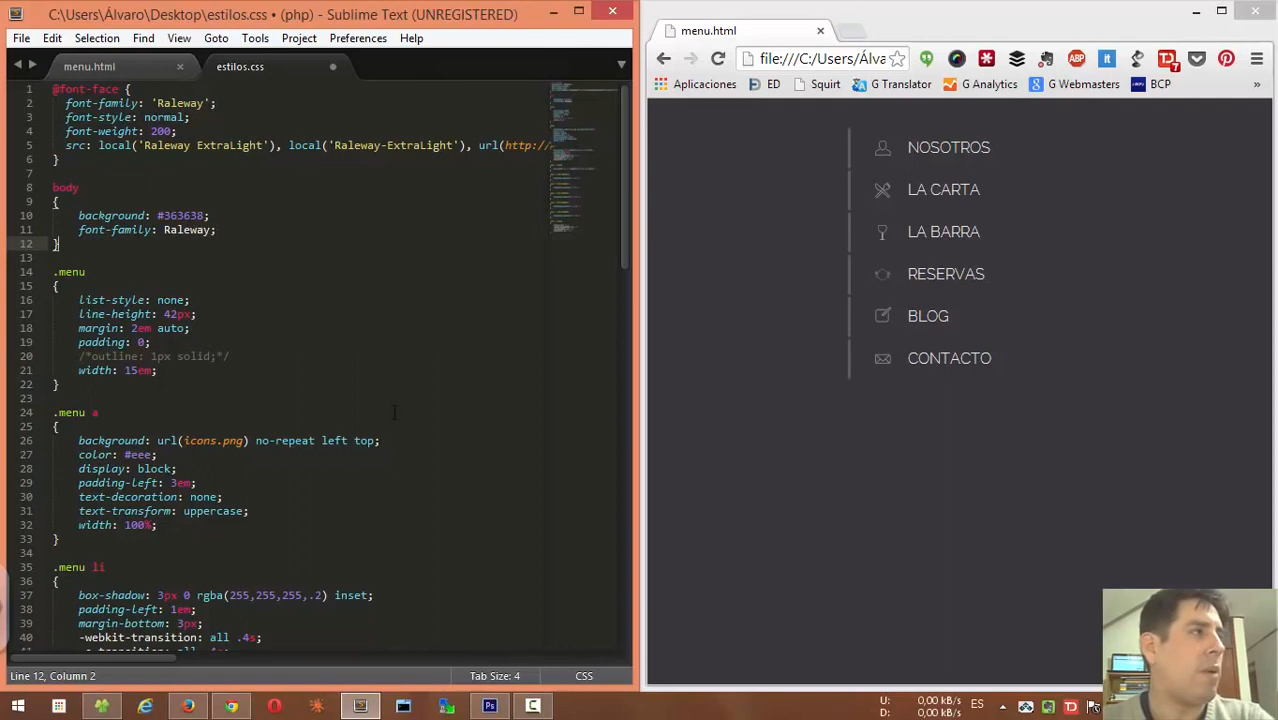 C:\Users\Álvaro\Desktop\estilos.css • (php) - Sublime Text (UNREGISTERED)
File Edit Selection Find View Goto Tools Project Preferences Help
menu.html
estilos.css
1 @font-face {
2 font-family: 'Raleway';
3 font-style: normal;
4 font-weight: 200;
5 src: local('Raleway ExtraLight'), local('Raleway-ExtraLight'), url(http://
6 }
7
8 body
9 {
10 background: #363638;
11 font-family: Raleway;
12 }
13
14 .menu
15 {
16 list-style: none;
17 line-height: 42px;
18 margin: 2em auto;
19 padding: 0;
20 /*outline: 1px solid;*/
21 width: 15em;
22 }
23
24 .menu a
25 {
26 background: url(icons.png) no-repeat left top;
27 color: #eee;
28 display: block;
29 padding-left: 3em;
30 text-decoration: none;
31 text-transform: uppercase;
32 width: 100%;
33 }
34
35 .menu li
36 {
37 box-shadow: 3px 0 rgba(255,255,255,.2) inset;
38 padding-left: 1em;
39 margin-bottom: 3px;
40 -webkit-transition: all .4s;
Line 12, Column 2
Tab Size: 4
CSS
menu.html
file:///C:/Users/Álva
ABP
it
7
Aplicaciones
ED
Squirt
G Translator
G Analytics
G Webmasters
BCP
»
NOSOTROS
LA CARTA
LA BARRA
RESERVAS
BLOG
CONTACTO
U: 0,00 kB/s
D: 0,00 kB/s
ES